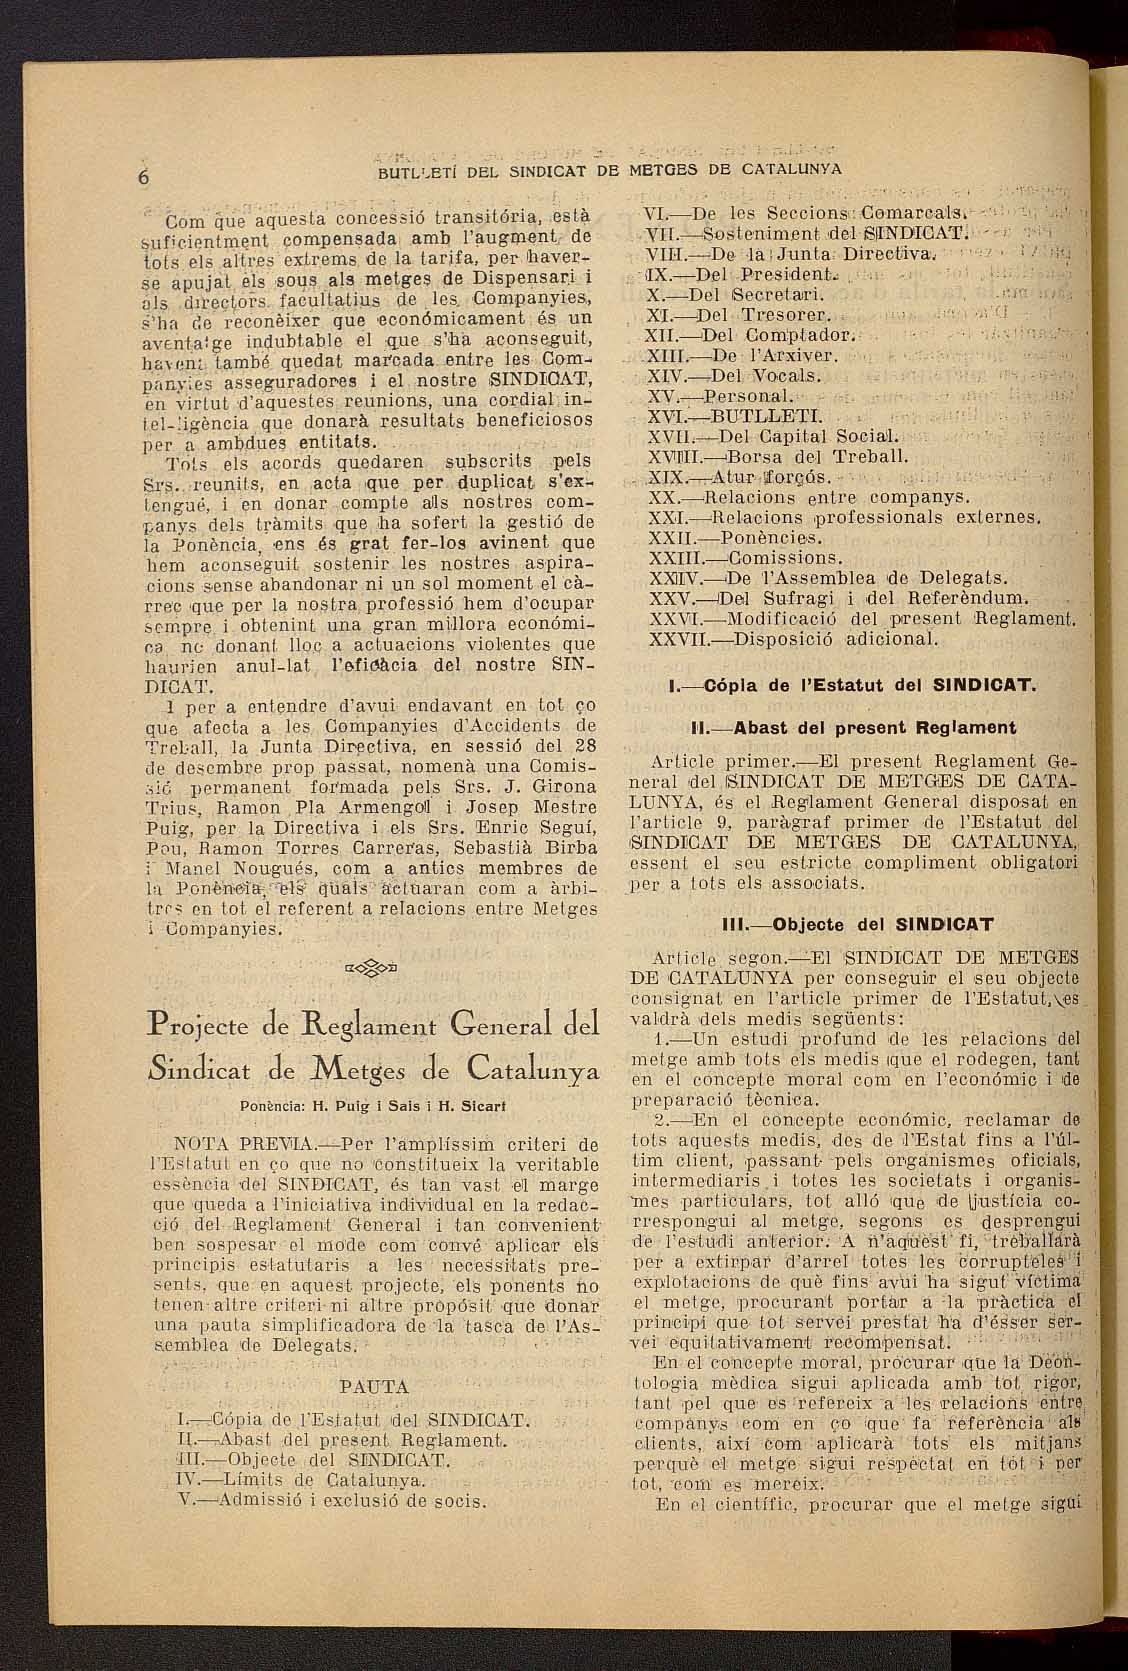 6
BUTLLETÍ DEL SINDICAT DE METGES DE CATALUNYA
Com que aquesta concessió transitória, està
suficientment compensada amb l'augment de
tots els altres extrems de la tarifa, per haver-
se apujat els sous als metges de Dispensari i
als directors facultatius de les Companyies,
s'ha de reconèixer que económicament és un
aventatge indubtable el que s'ha aconseguit,
havent també quedat marcada entre les Com-
panyies asseguradores i el nostre SINDICAT,
en virtut d'aquestes reunions, una cordial in-
tel-ligència que donarà resultats beneficiosos
per a ambdues entitats.
Tots els acords quedaren subscrits pels
Srs. reunits, en acta que per duplicat s'ex-
tengué, i en donar compte als nostres com-
panys dels tràmits que ha sofert la gestió de
la Ponència, ens és grat fer-los avinent que
hem aconseguit sostenir les nostres aspira-
cions sense abandonar ni un sol moment el cà-
rrec que per la nostra professió hem d'ocupar
sempre i obtenint una gran millora económi-
ca no donant lloc a actuacions violentes que
haurien anul-lat l'eficàcia del nostre SIN-
DICAT.
I per a entendre d'avui endavant en tot ço
que afecta a les Companyies d'Accidents de
Treball, la Junta Directiva, en sessió del 28
de desembre prop passat, nomenà una Comis-
sió permanent formada pels Srs. J. Girona
Trius, Ramon Pla Armengol i Josep Mestre
Puig, per la Directiva i els Srs. Enric Seguí,
Pou, Ramon Torres Carreras, Sebastià Birba
i Manel Nougués, com a antics membres de
la Ponència, els quals actuaran com a àrbi-
tres en tot el referent a relacions entre Metges
i Companyies.
Projecte de Reglament General del
Sindicat de Metges de Catalunya
Ponència: H. Puig i Sais i H. Sicart
NOTA PREVIA.—Per l'amplíssim criteri de
l'Estatut en ço que no constitueix la veritable
essència del SINDICAT, és tan vast el marge
que queda a l'iniciativa individual en la redac-
ció del Reglament General i tan convenient
ben sospesar el mode com convé aplicar els
principis estatutaris a les necessitats pre-
sents, que en aquest projecte, els ponents no
tenen altre criteri ni altre propósit que donar
una pauta simplificadora de la tasca de l'As-
semblea de Delegats.
PAUTA
I.—Cópia de l'Estatut del SINDICAT.
II.—Abast del present Reglament.
III.—Objecte del SINDICAT.
IV.—Límits de Catalunya.
V.—Admissió i exclusió de socis.
VI.—De les Seccions Comarcals.
VII.—Sosteniment del SINDICAT.
VIII.—De la Junta Directiva.
IX.—Del President.
X.—Del Secretari.
XI.—Del Tresorer.
XII.—Del Comptador.
XIII.—De l'Arxiver.
XIV.—Del Vocals.
XV.—Personal.
XVI.—BUTLLETI.
XVII.—Del Capital Social.
XVIII.—Borsa del Treball.
XIX.—Atur forçós.
XX.—Relacions entre companys.
XXI.—Relacions professionals externes.
XXII.—Ponències.
XXIII.—Comissions.
XXIV.—De l'Assemblea de Delegats.
XXV.—Del Sufragi i del Referèndum.
XXVI.—Modificació del present Reglament.
XXVII.—Disposició adicional.
I.—Cópia de l'Estatut del SINDICAT.
II.—Abast del present Reglament
Article primer.—El present Reglament Ge-
neral del SINDICAT DE METGES DE CATA-
LUNYA, és el Reglament General disposat en
l'article 9, paràgraf primer de l'Estatut del
SINDICAT DE METGES DE CATALUNYA,
essent el seu estricte compliment obligatori
per a tots els associats.
III.—Objecte del SINDICAT
Article segon.—El SINDICAT DE METGES
DE CATALUNYA per conseguir el seu objecte
consignat en l'article primer de l'Estatut, es
valdrà dels medis següents:
1.—Un estudi profund de les relacions del
metge amb tots els medis que el rodegen, tant
en el concepte moral com en l'económic i de
preparació tècnica.
2.—En el concepte económic, reclamar de
tots aquests medis, des de l'Estat fins a l'úl-
tim client, passant pels organismes oficials,
intermediaris i totes les societats i organis-
mes particulars, tot alló que de justícia co-
rrespongui al metge, segons es desprengui
de l'estudi anterior. A n'aquest fí, treballarà
per a extirpar d'arrel totes les corrupteles i
explotacions de què fins avui ha sigut víctima
el metge, procurant portar a la pràctica el
principi que tot servei prestat ha d'ésser ser-
vei equitativament recompensat.
En el concepte moral, procurar que la Deon-
tologia mèdica sigui aplicada amb tot rigor,
tant pel que es refereix a les relacions entre
companys com en ço que fa referència als
clients, així com aplicarà tots els mitjans
perquè el metge sigui respectat en tot i per
tot, com es mereix.
En el científic, procurar que el metge sigui